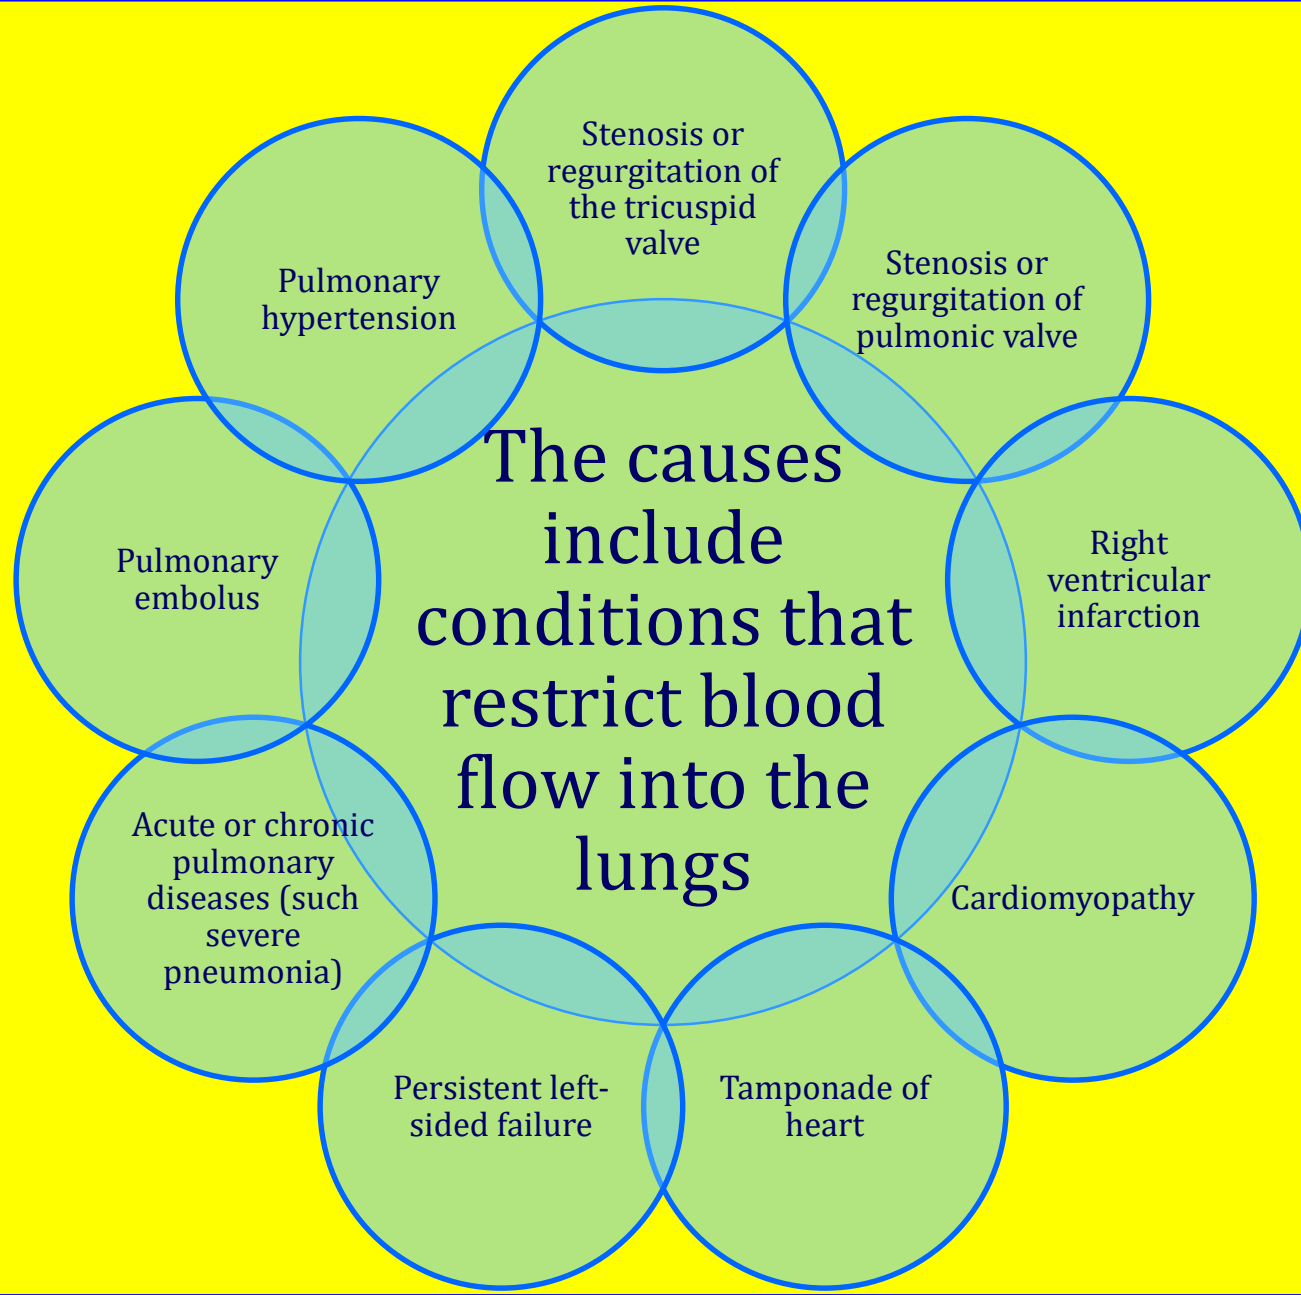 Stenosis or
regurgitation of
the tricuspid
valve
Stenosis or
regurgitation of
pulmonic valve
Right
ventricular
infarction
Cardiomyopathy
Tamponade of
heart
Persistent left-
sided failure
Acute or chronic
pulmonary
diseases (such
severe
pneumonia)
Pulmonary
embolus
Pulmonary
hypertension
The causes
include
conditions that
restrict blood
flow into the
lungs